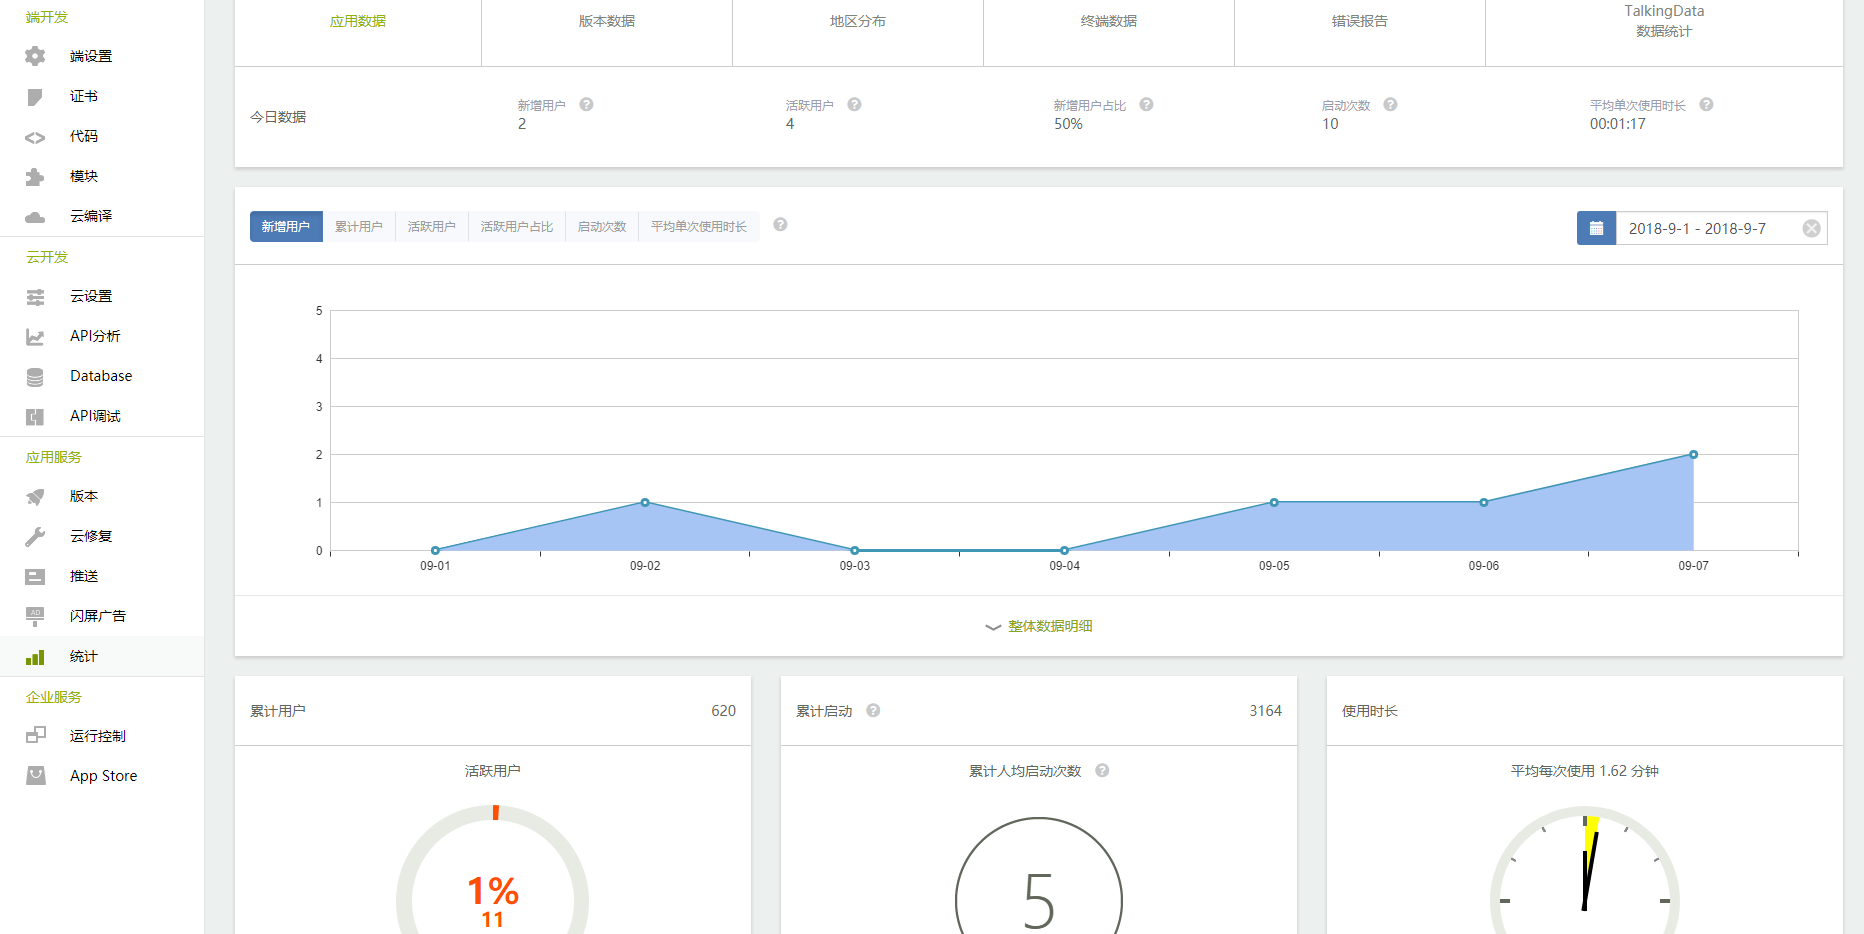 端开发
端设置
证书
代码
模块
云编译
云开发
云设置
API分析
Database
API调试
应用服务
版本
云修复
推送
AD
闪屏广告
统计
企业服务
运行控制
App Store
应用数据
版本数据
地区分布
终端数据
错误报告
TalkingData
数据统计
今日数据
新增用户 ?
2
活跃用户 ?
4
新增用户占比 ?
50%
启动次数 ?
10
平均单次使用时长 ?
00:01:17
新增用户 累计用户 活跃用户 活跃用户占比 启动次数 平均单次使用时长 ?
2018-9-1 - 2018-9-7
5
4
3
2
1
0
09-01 09-02 09-03 09-04 09-05 09-06 09-07
整体数据明细
累计用户 620
活跃用户
1%
11
累计启动 ? 3164
累计人均启动次数 ?
5
使用时长
平均每次使用 1.62 分钟